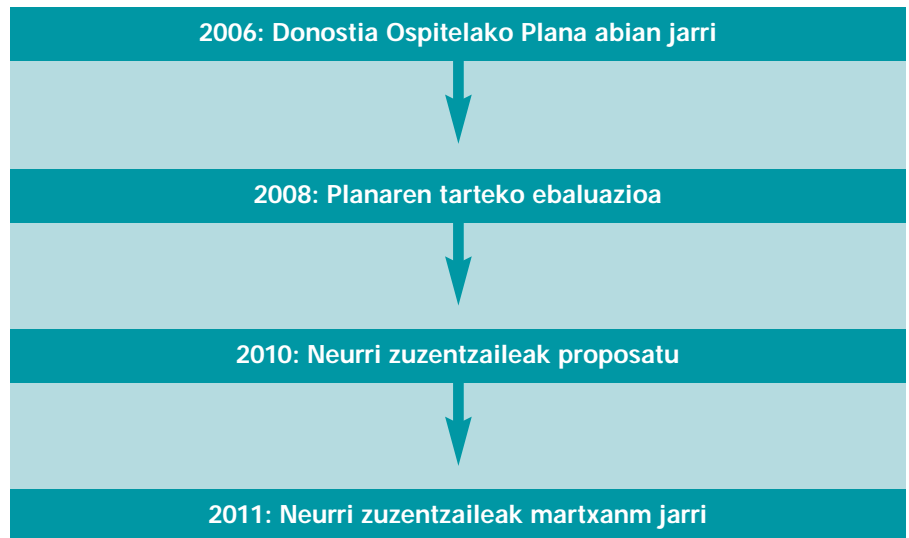 2006: Donostia Ospitelako Plana abian jarri
2008: Planaren tarteko ebaluazioa
2010: Neurri zuzentzaileak proposatu
2011: Neurri zuzentzaileak martxanm jarri